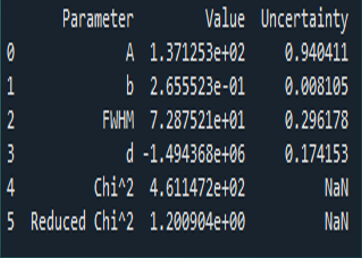 Parameter Value Uncertainty
0 A 1.371253e+02 0.940411
1 b 2.655523e-01 0.008105
2 FWHM 7.287521e+01 0.296178
3 d -1.494368e+06 0.174153
4 Chi^2 4.611472e+02 NaN
5 Reduced Chi^2 1.200904e+00 NaN